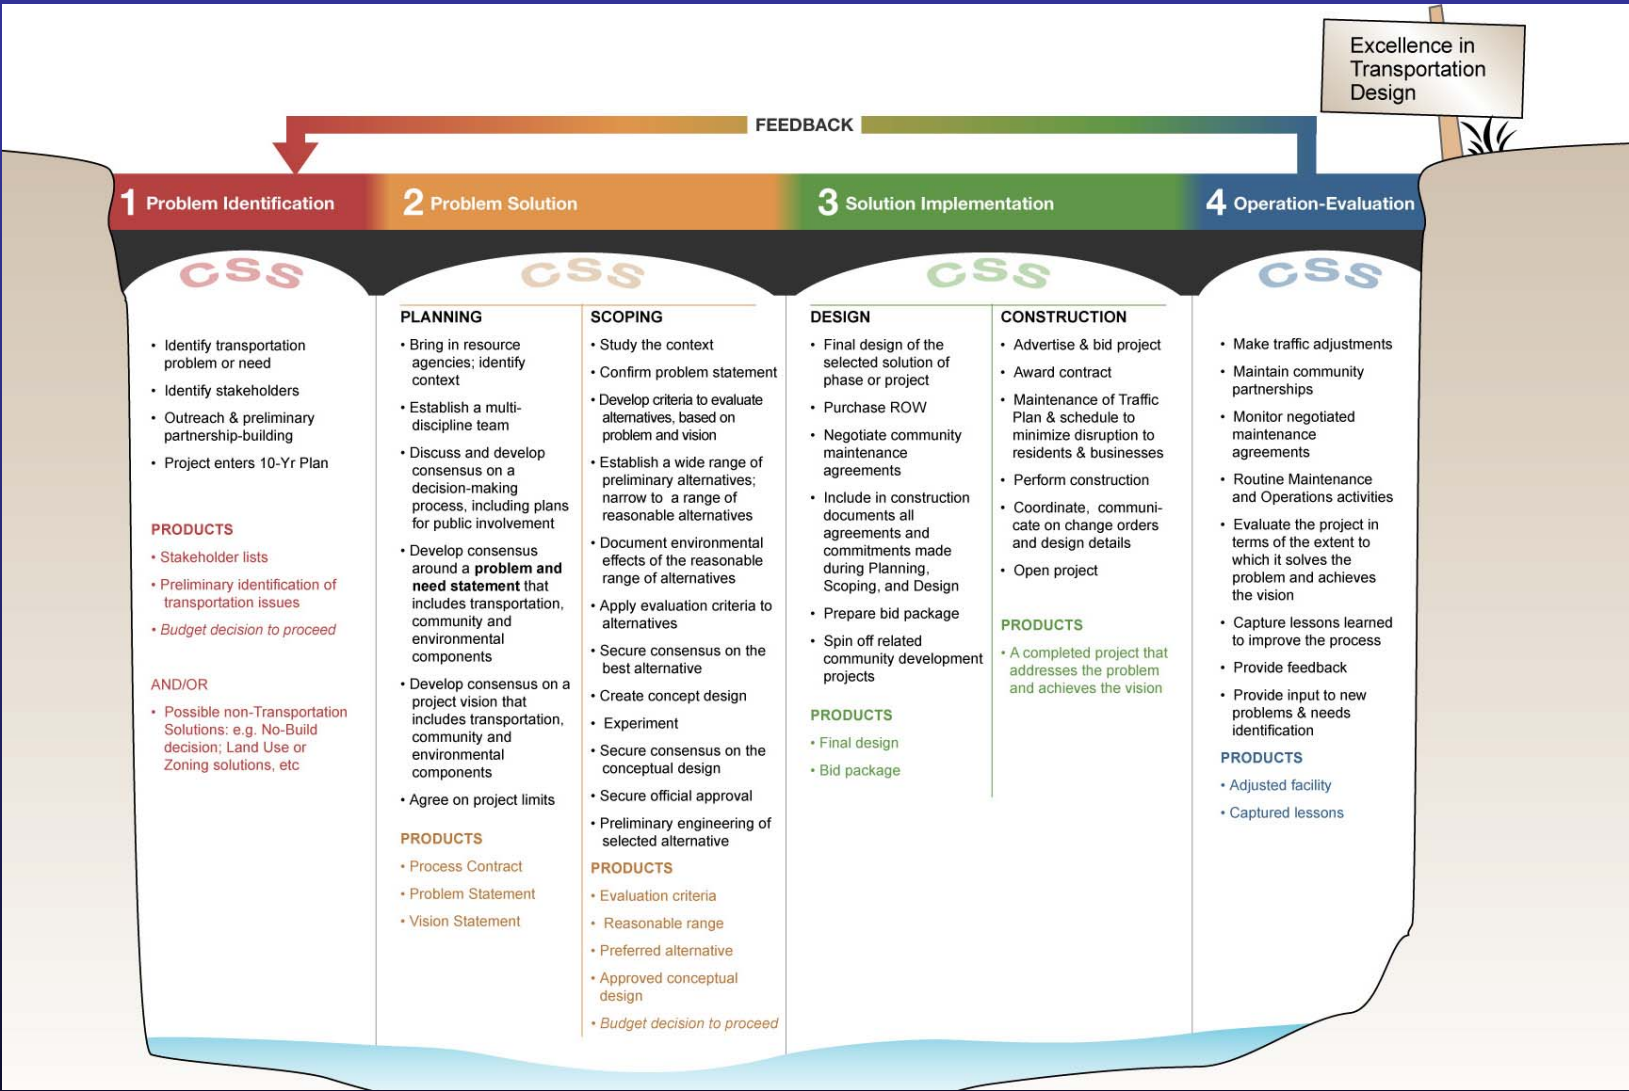 Excellence in
Transportation
Design
FEEDBACK
1 Problem Identification
2 Problem Solution
3 Solution Implementation
4 Operation-Evaluation
CSS
CSS
CSS
CSS
• Identify transportation
problem or need
• Identify stakeholders
• Outreach & preliminary
partnership-building
• Project enters 10-Yr Plan
PRODUCTS
• Stakeholder lists
• Preliminary identification of
transportation issues
• Budget decision to proceed
AND/OR
• Possible non-Transportation
Solutions: e.g. No-Build
decision; Land Use or
Zoning solutions, etc
PLANNING
• Bring in resource
agencies; identify
context
• Establish a multi-
discipline team
• Discuss and develop
consensus on a
decision-making
process, including plans
for public involvement
• Develop consensus
around a problem and
need statement that
includes transportation,
community and
environmental
components
• Develop consensus on a
project vision that
includes transportation,
community and
environmental
components
• Agree on project limits
PRODUCTS
• Process Contract
• Problem Statement
• Vision Statement
SCOPING
• Study the context
• Confirm problem statement
• Develop criteria to evaluate
alternatives, based on
problem and vision
• Establish a wide range of
preliminary alternatives;
narrow to a range of
reasonable alternatives
• Document environmental
effects of the reasonable
range of alternatives
• Apply evaluation criteria to
alternatives
• Secure consensus on the
best alternative
• Create concept design
• Experiment
• Secure consensus on the
conceptual design
• Secure official approval
• Preliminary engineering of
selected alternative
PRODUCTS
• Evaluation criteria
• Reasonable range
• Preferred alternative
• Approved conceptual
design
• Budget decision to proceed
DESIGN
• Final design of the
selected solution of
phase or project
• Purchase ROW
• Negotiate community
maintenance
agreements
• Include in construction
documents all
agreements and
commitments made
during Planning,
Scoping, and Design
• Prepare bid package
• Spin off related
community development
projects
PRODUCTS
• Final design
• Bid package
CONSTRUCTION
• Advertise & bid project
• Award contract
• Maintenance of Traffic
Plan & schedule to
minimize disruption to
residents & businesses
• Perform construction
• Coordinate, communi-
cate on change orders
and design details
• Open project
PRODUCTS
• A completed project that
addresses the problem
and achieves the vision
• Make traffic adjustments
• Maintain community
partnerships
• Monitor negotiated
maintenance
agreements
• Routine Maintenance
and Operations activities
• Evaluate the project in
terms of the extent to
which it solves the
problem and achieves
the vision
• Capture lessons learned
to improve the process
• Provide feedback
• Provide input to new
problems & needs
identification
PRODUCTS
• Adjusted facility
• Captured lessons